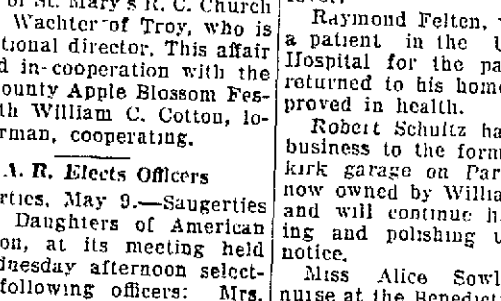 of St. Mary's R. C. Church
Wachter of Troy, who is
tional director. This affair
d in cooperation with the
ounty Apple Blossom Fes-
th William C. Cotton, lo-
rman, cooperating.
A. R. Elects Officers
rties, May 9.—Saugerties
Daughters of American
on, at its meeting held
dnesday afternoon select-
following officers: Mrs.
Raymond Felten,
a patient in the
Hospital for the pa
returned to his hom
proved in health.
Robert Schultz ha
business to the form
kirk garage on Par
now owned by Willia
and will continue h
ing and polishing u
notice.
Miss Alice Sowl
nurse at the Benedict